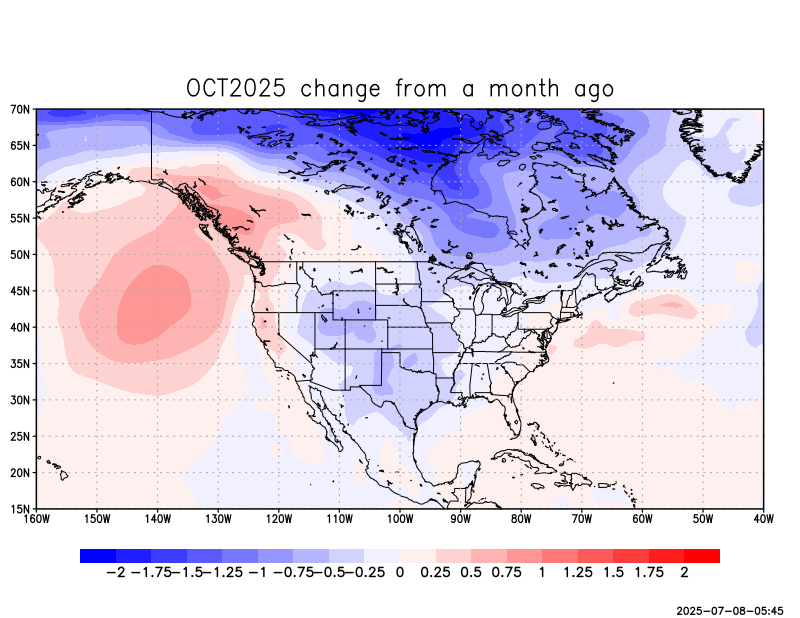 OCT2025 change from a month ago
70N
65N
60N
55N
50N
45N
40N
35N
30N
25N
20N
15N
160W 150W 140W 130W 120W 110W 100W 90W 80W 70W 60W 50W 40W
-2 -1.75 -1.5 -1.25 -1 -0.75 -0.5 -0.25 0 0.25 0.5 0.75 1 1.25 1.5 1.75 2
2025-07-08-05:45